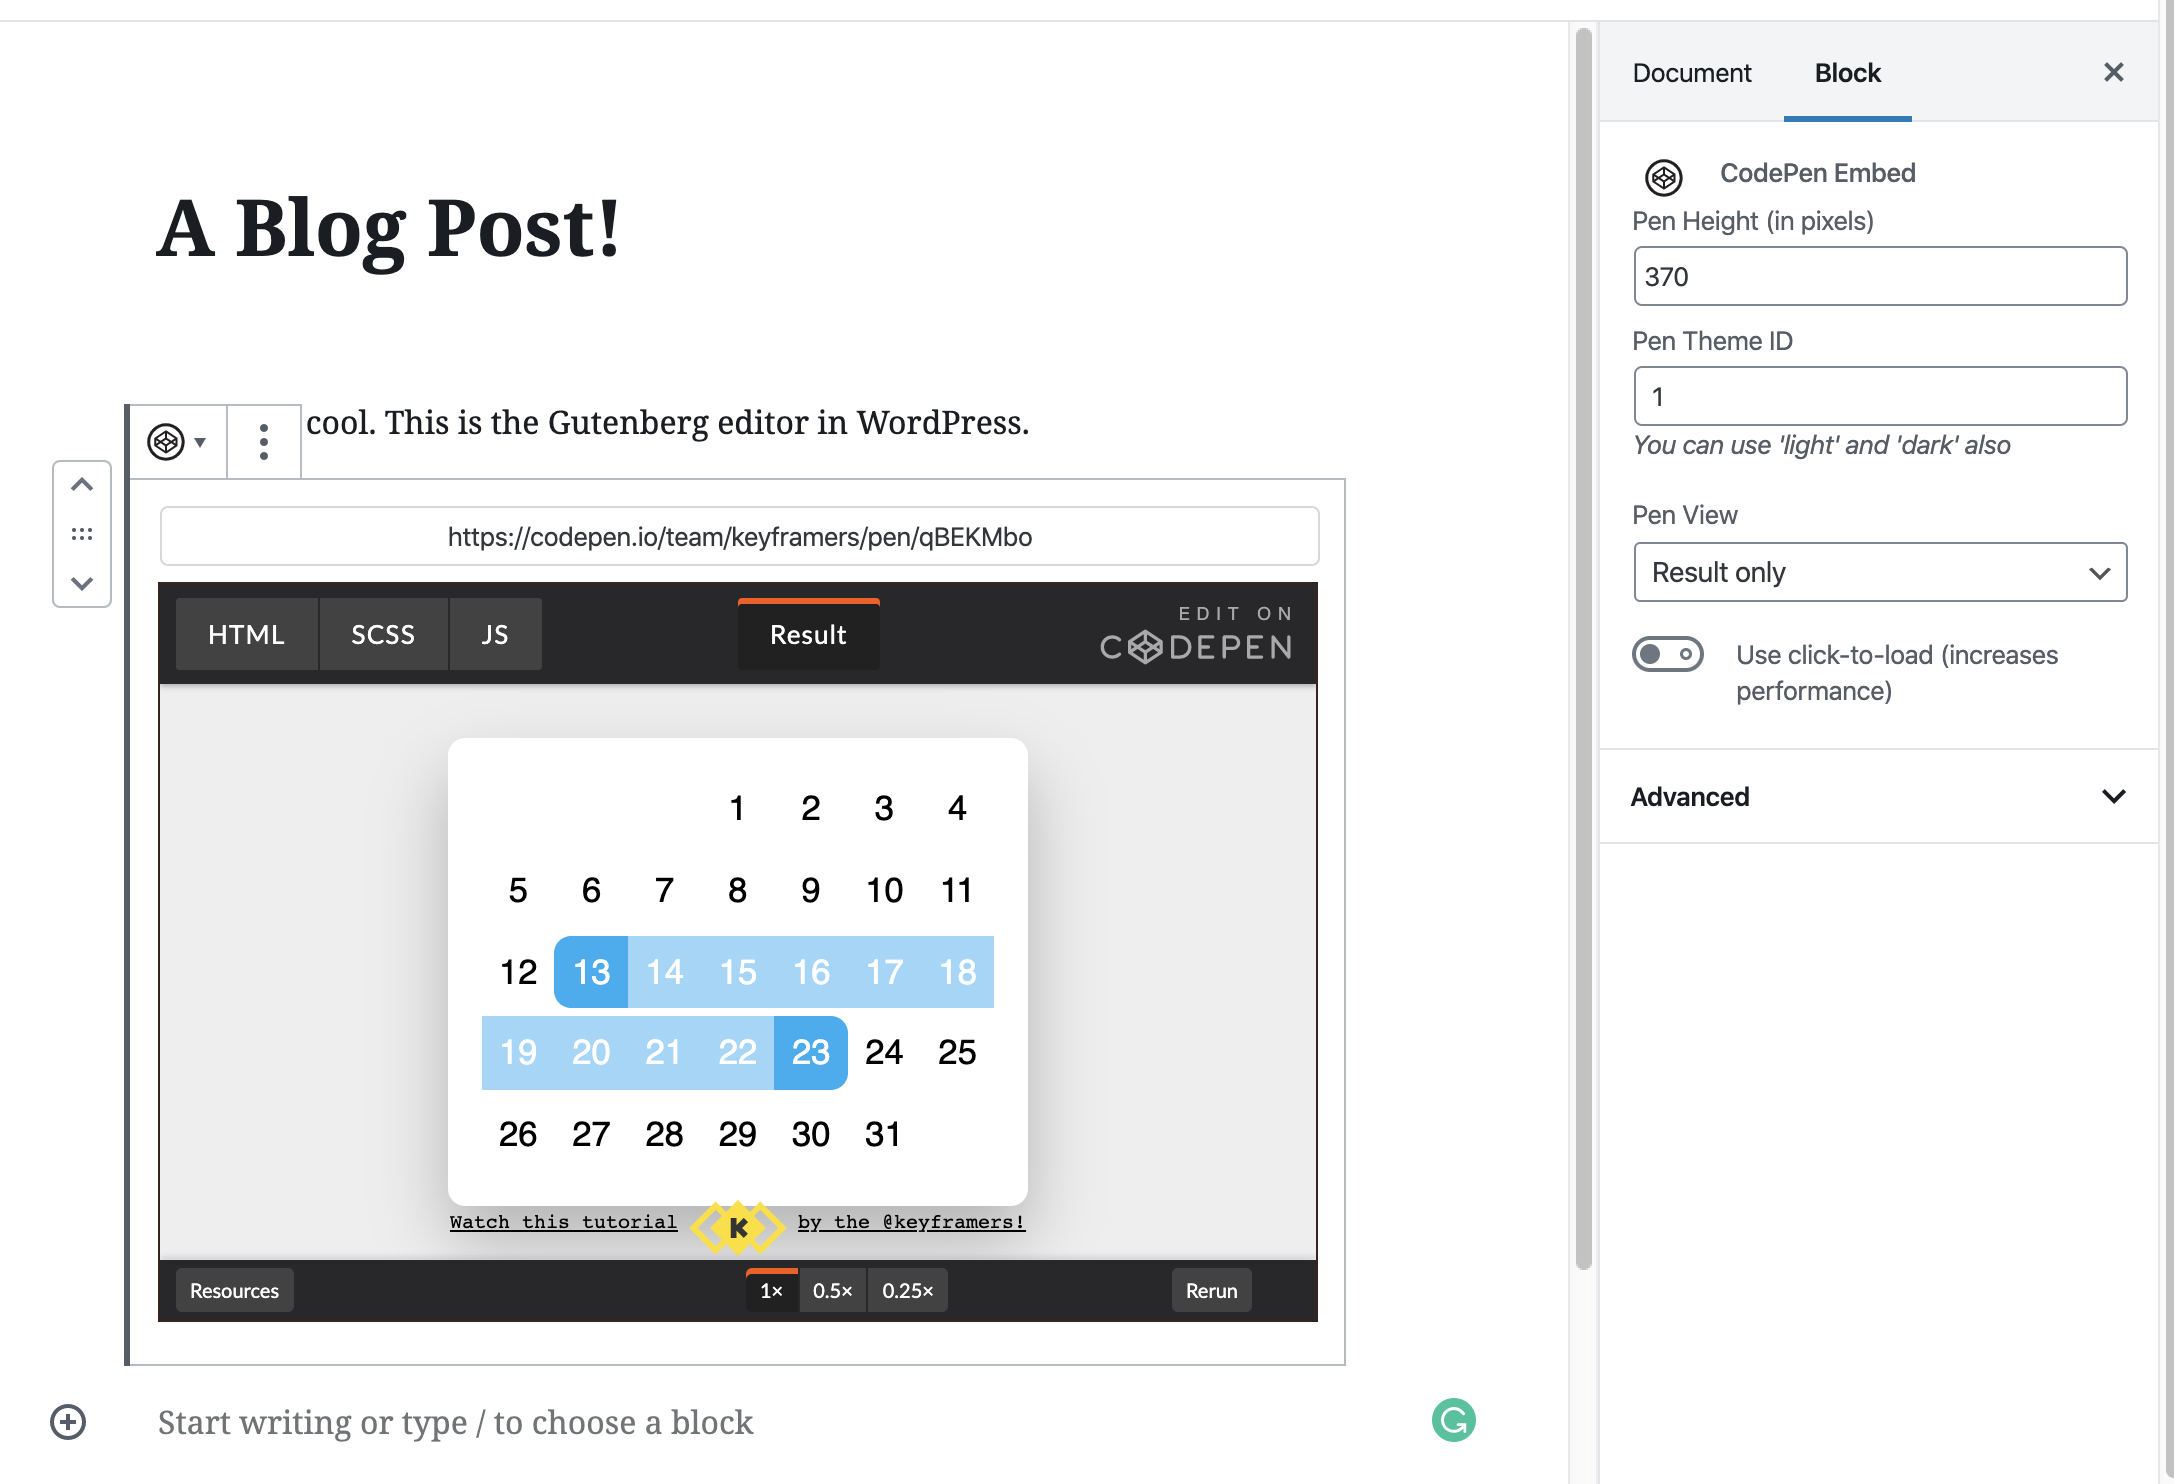 A Blog Post!
cool. This is the Gutenberg editor in WordPress.
https://codepen.io/team/keyframers/pen/qBEKMbo
HTML SCSS JS Result EDIT ON
CODEPEN
1 2 3 4
5 6 7 8 9 10 11
12 13 14 15 16 17 18
19 20 21 22 23 24 25
26 27 28 29 30 31
Watch this tutorial K by the @keyframers!
Resources 1× 0.5× 0.25× Rerun
Start writing or type / to choose a block
Document Block
CodePen Embed
Pen Height (in pixels)
370
Pen Theme ID
1
You can use 'light' and 'dark' also
Pen View
Result only
Use click-to-load (increases
performance)
Advanced